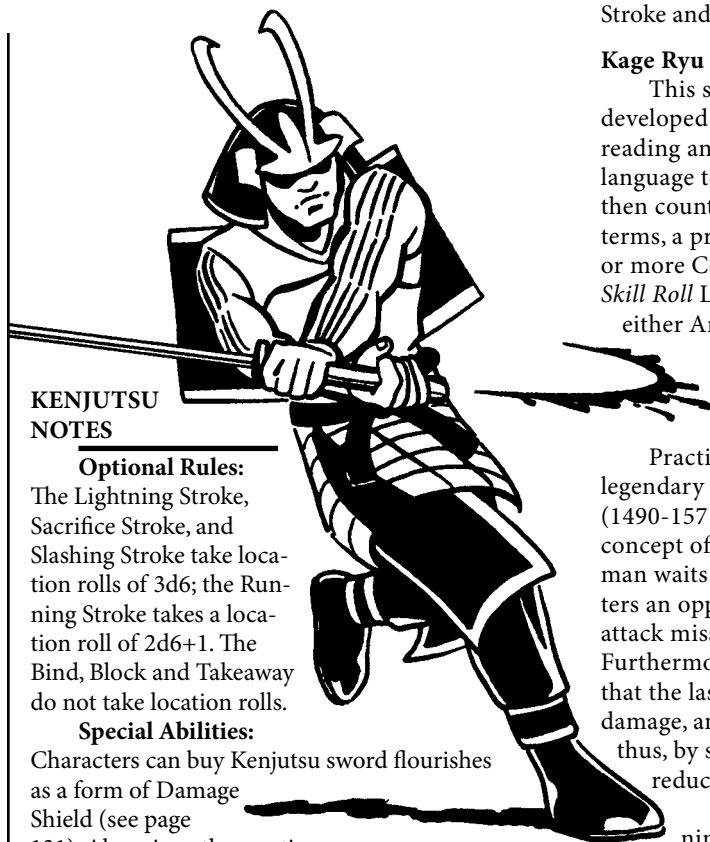 KENJUTSU
NOTES
Optional Rules:
The Lightning Stroke,
Sacrifice Stroke, and
Slashing Stroke take loca-
tion rolls of 3d6; the Run-
ning Stroke takes a loca-
tion roll of 2d6+1. The
Bind, Block and Takeaway
do not take location rolls.
Special Abilities:
Characters can buy Kenjutsu sword flourishes
as a form of Damage
Shield (see page
Stroke and
Kage Ryu
This s
developed
reading an
language to
then count
terms, a pr
or more C
Skill Roll L
either Ar
Practi
legendary
(1490-157
concept of
man waits
ters an opp
attack miss
Furthermo
that the las
damage, an
thus, by s
reduc
nin